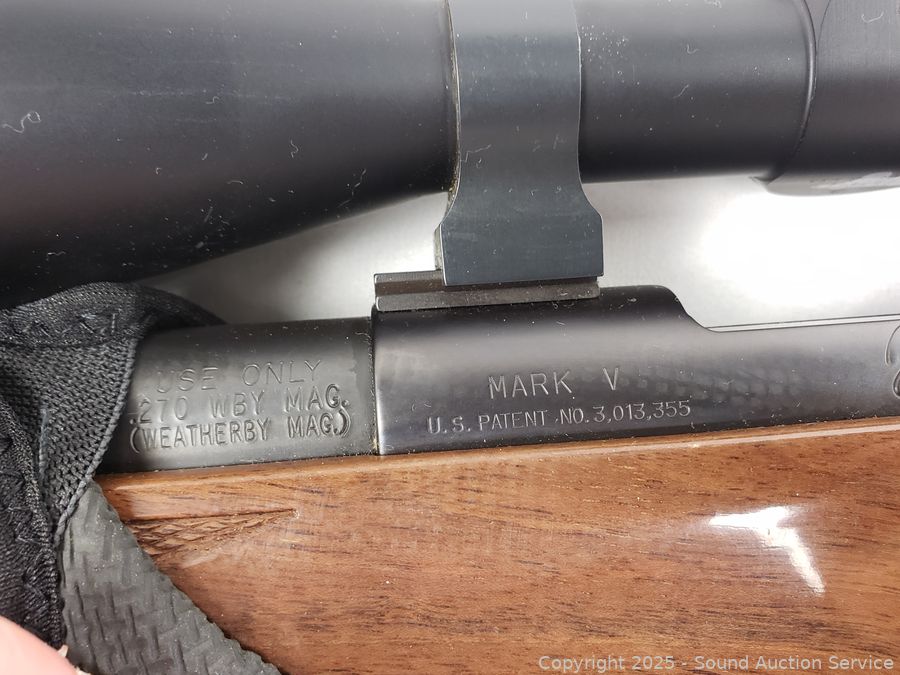 USE ONLY
.270 WBY MAG.
(WEATHERBY MAG.)
MARK V
U.S. PATENT NO. 3,013,355
Copyright © 2025 - Sound Auction Service